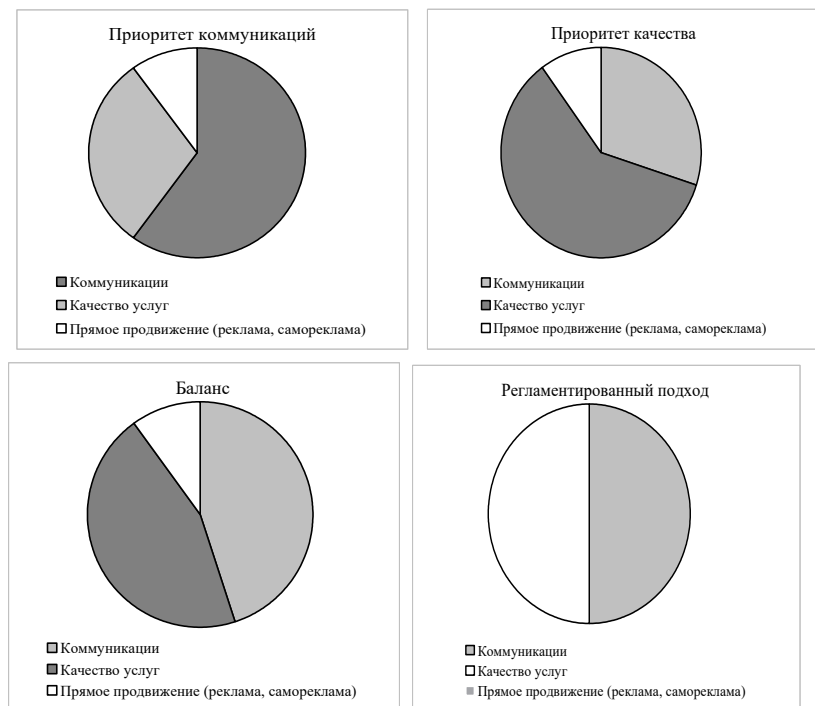 Приоритет коммуникаций
Коммуникации
Качество услуг
Прямое продвижение (реклама, самореклама)
Приоритет качества
Коммуникации
Качество услуг
Прямое продвижение (реклама, самореклама)
Баланс
Коммуникации
Качество услуг
Прямое продвижение (реклама, самореклама)
Регламентированный подход
Коммуникации
Качество услуг
Прямое продвижение (реклама, самореклама)